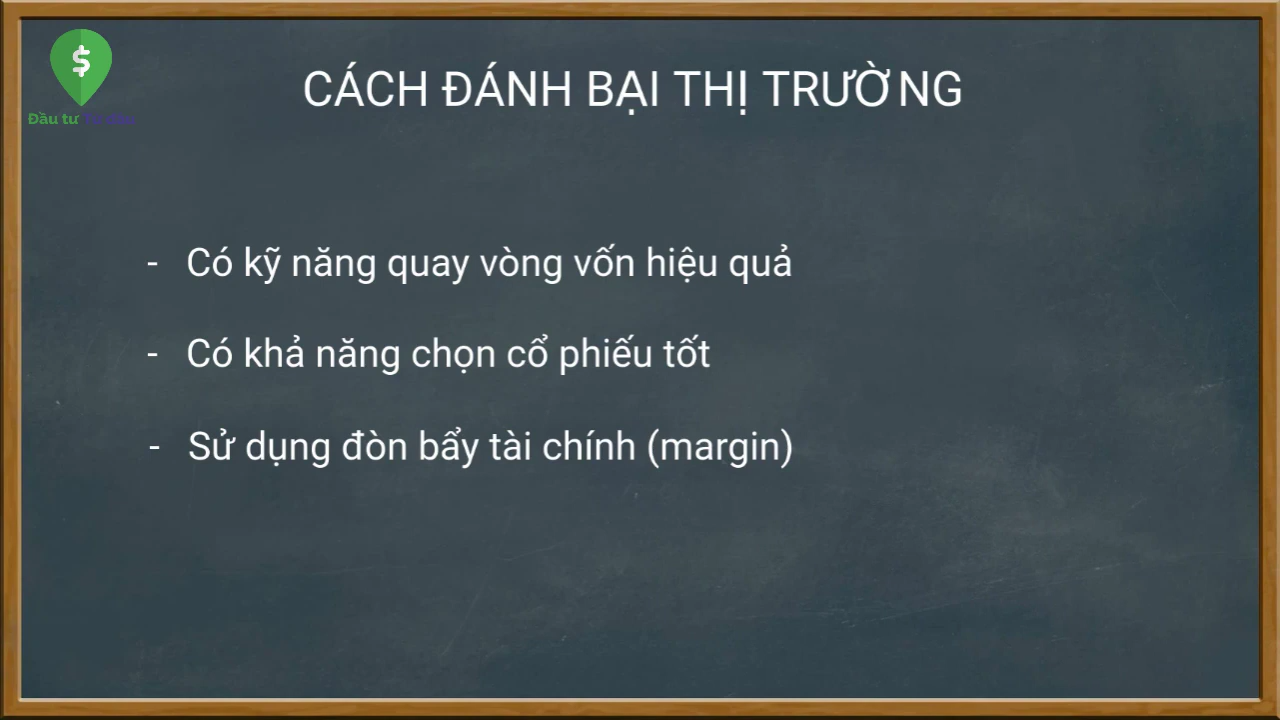 Đầu tư
CÁCH ĐÁNH BẠI THỊ TRƯỜNG
- Có kỹ năng quay vòng vốn hiệu quả
- Có khả năng chọn cổ phiếu tốt
- Sử dụng đòn bẩy tài chính (margin)